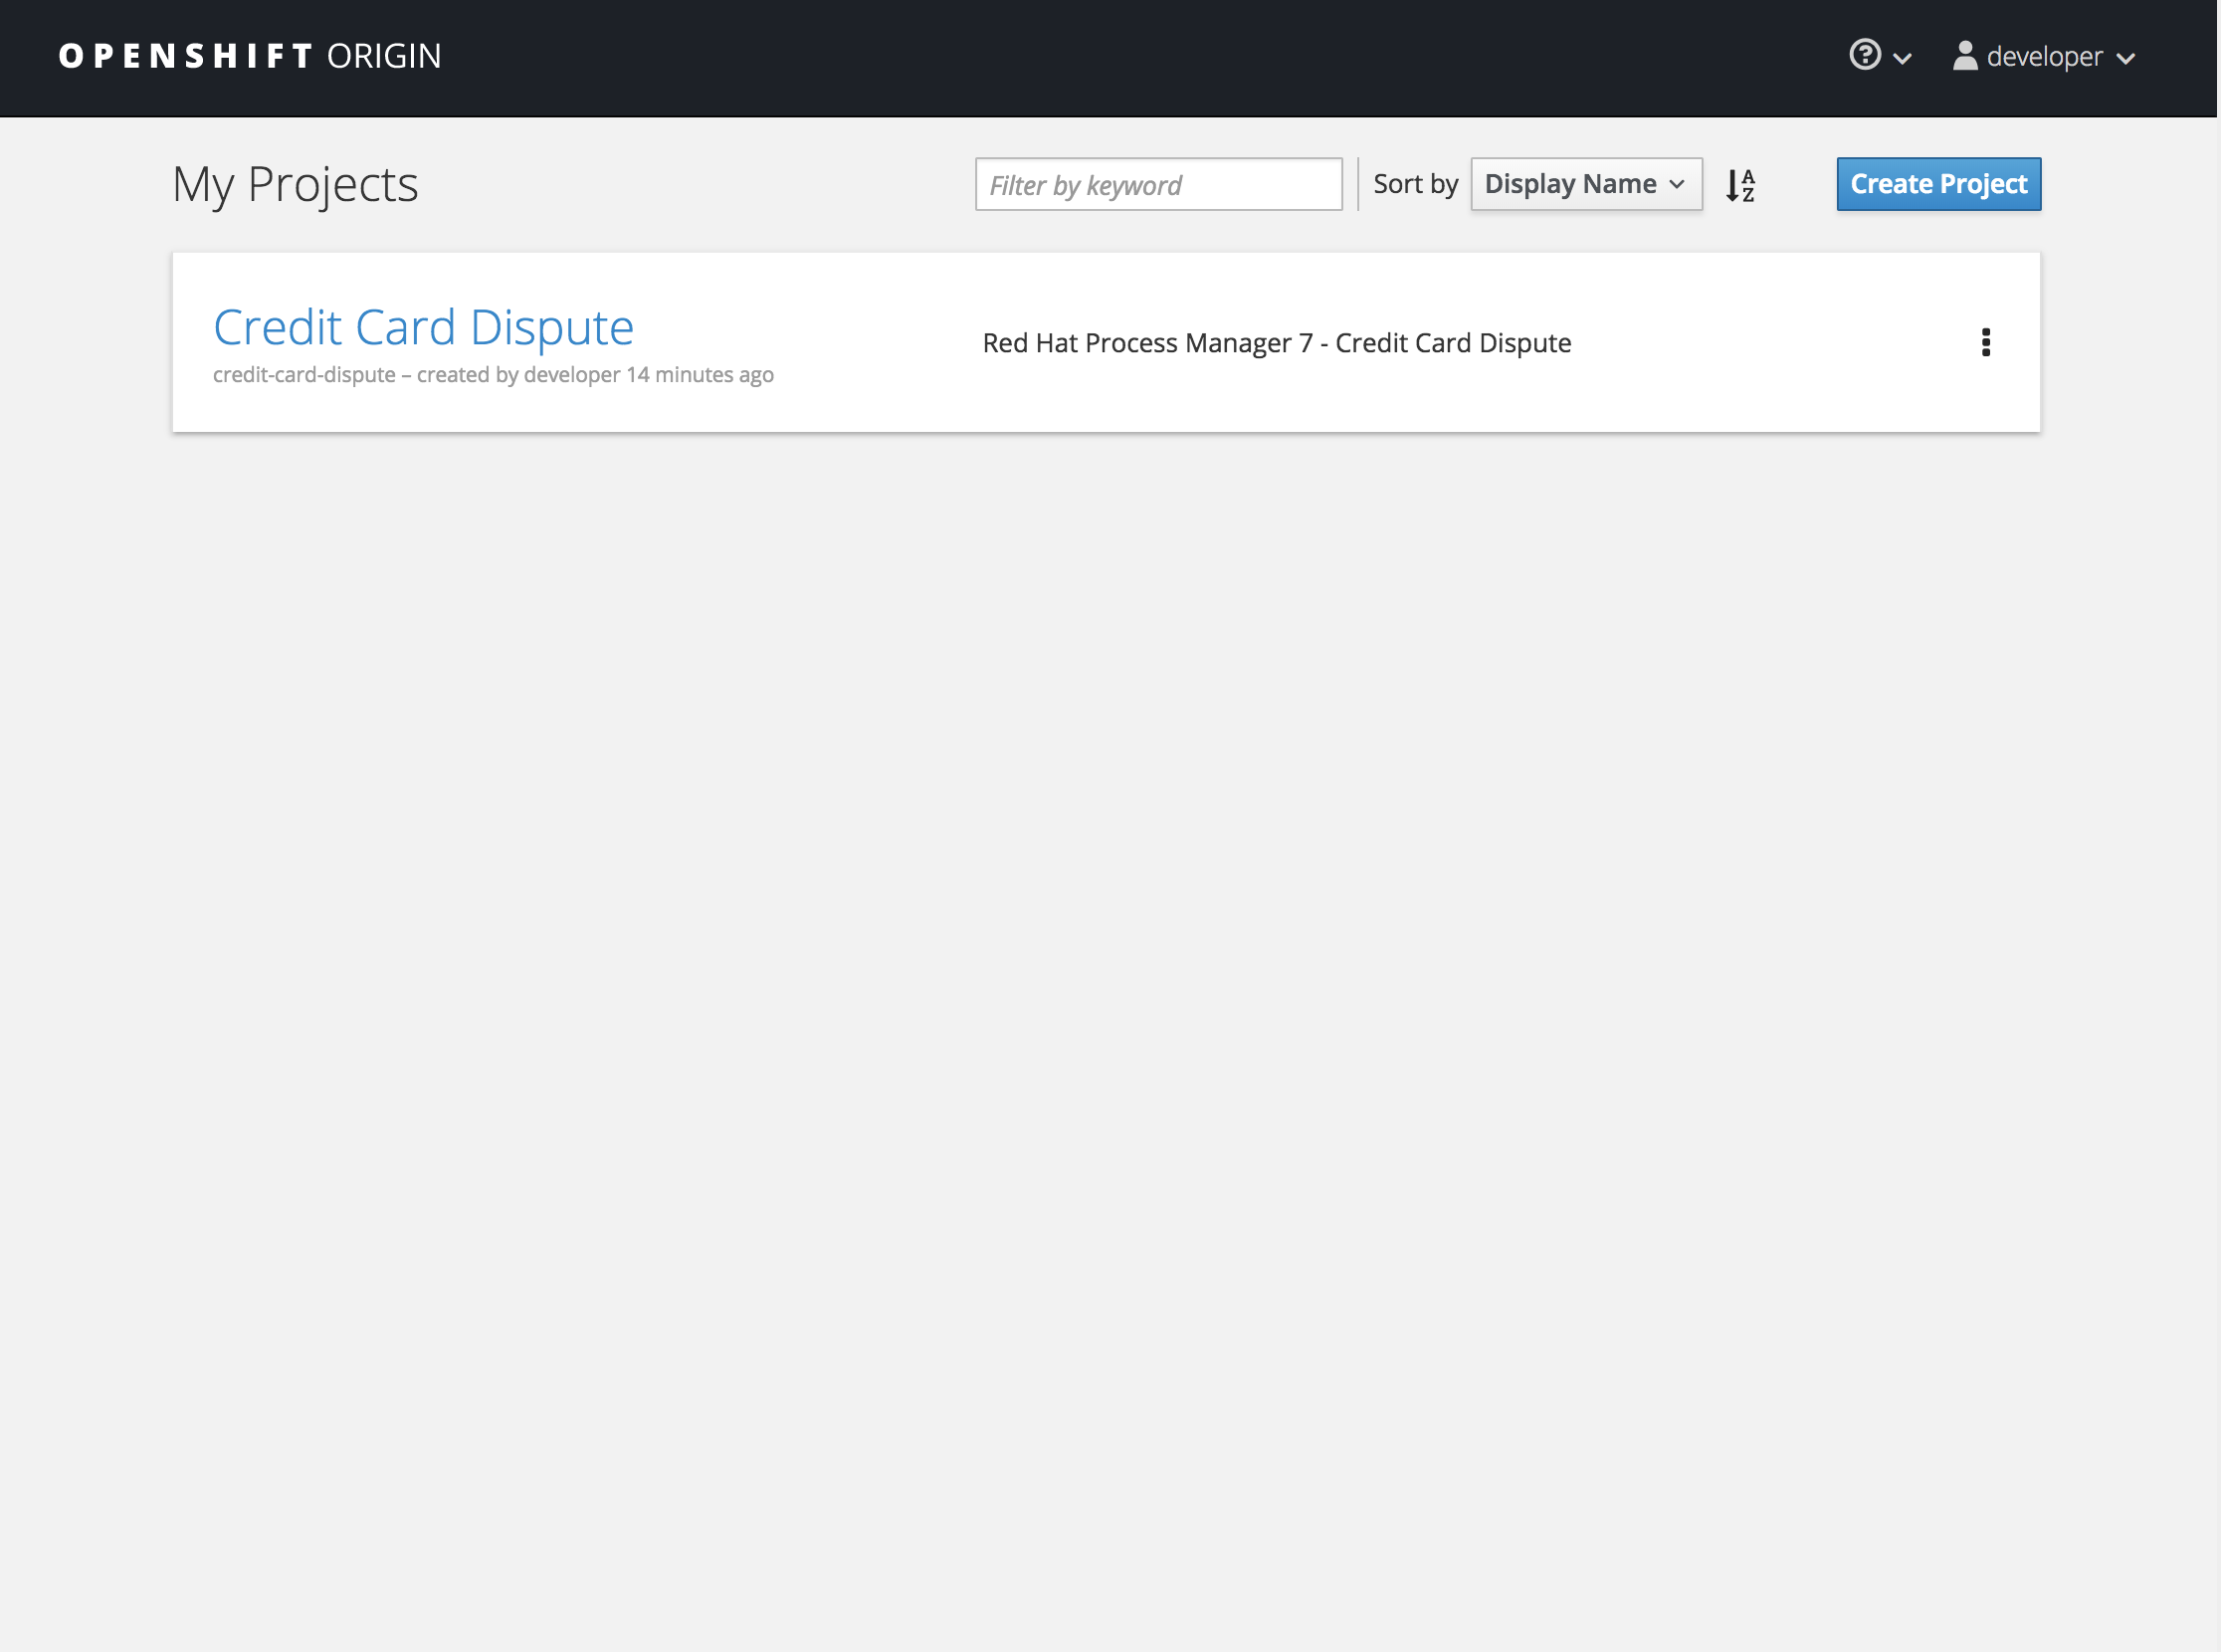 OPENSHIFT ORIGIN
developer
My Projects
Filter by keyword
Sort by
Display Name
Create Project
Credit Card Dispute
credit-card-dispute – created by developer 14 minutes ago
Red Hat Process Manager 7 - Credit Card Dispute